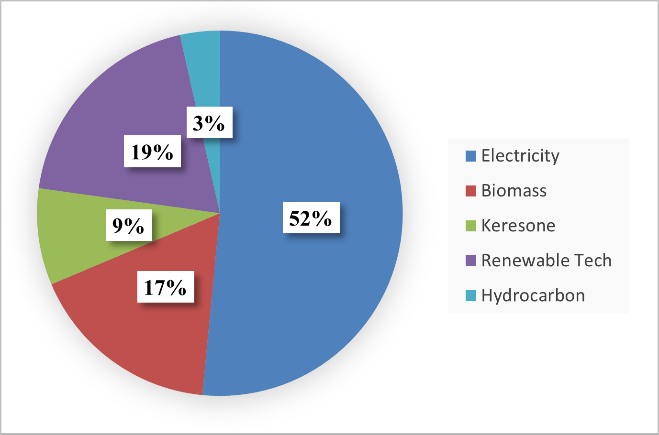 3%
19%
9%
52%
17%
Electricity
Biomass
Keresone
Renewable Tech
Hydrocarbon